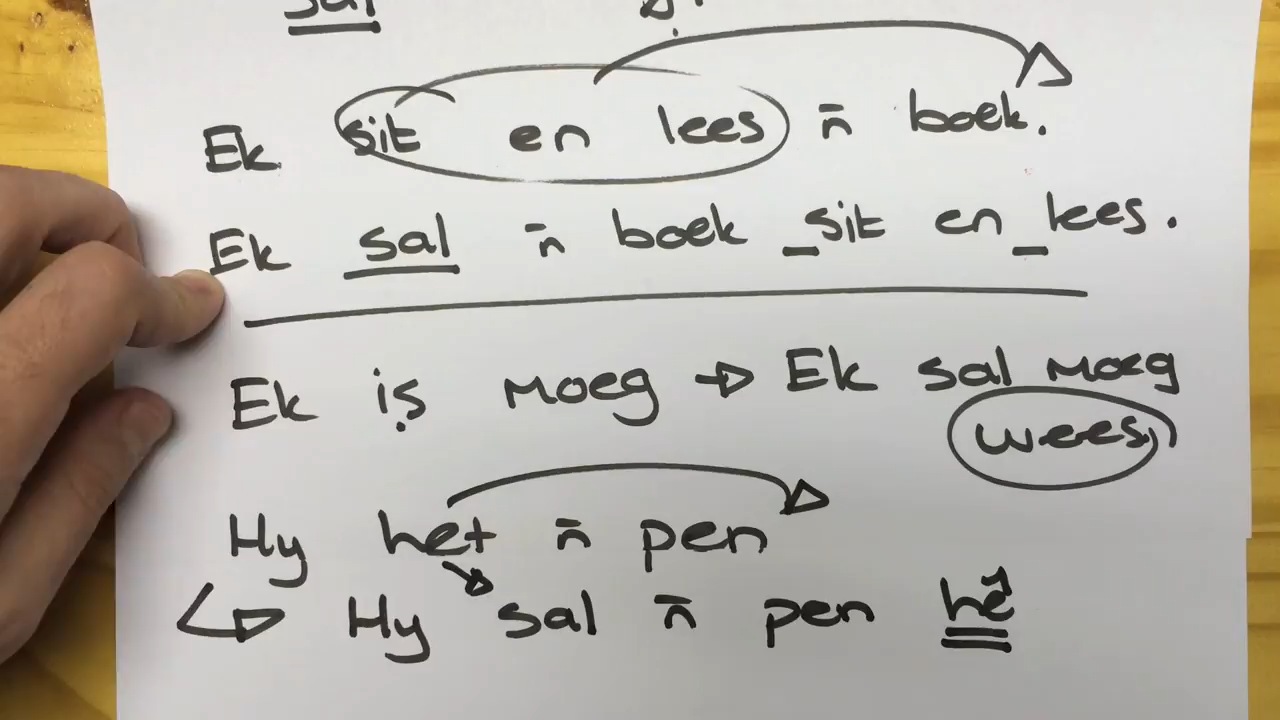 sal
Ek sit en lees 'n boek.
Ek sal 'n boek sit en lees.
Ek is moeg → Ek sal moeg
wees.
Hy het 'n pen
Hy sal 'n pen hê